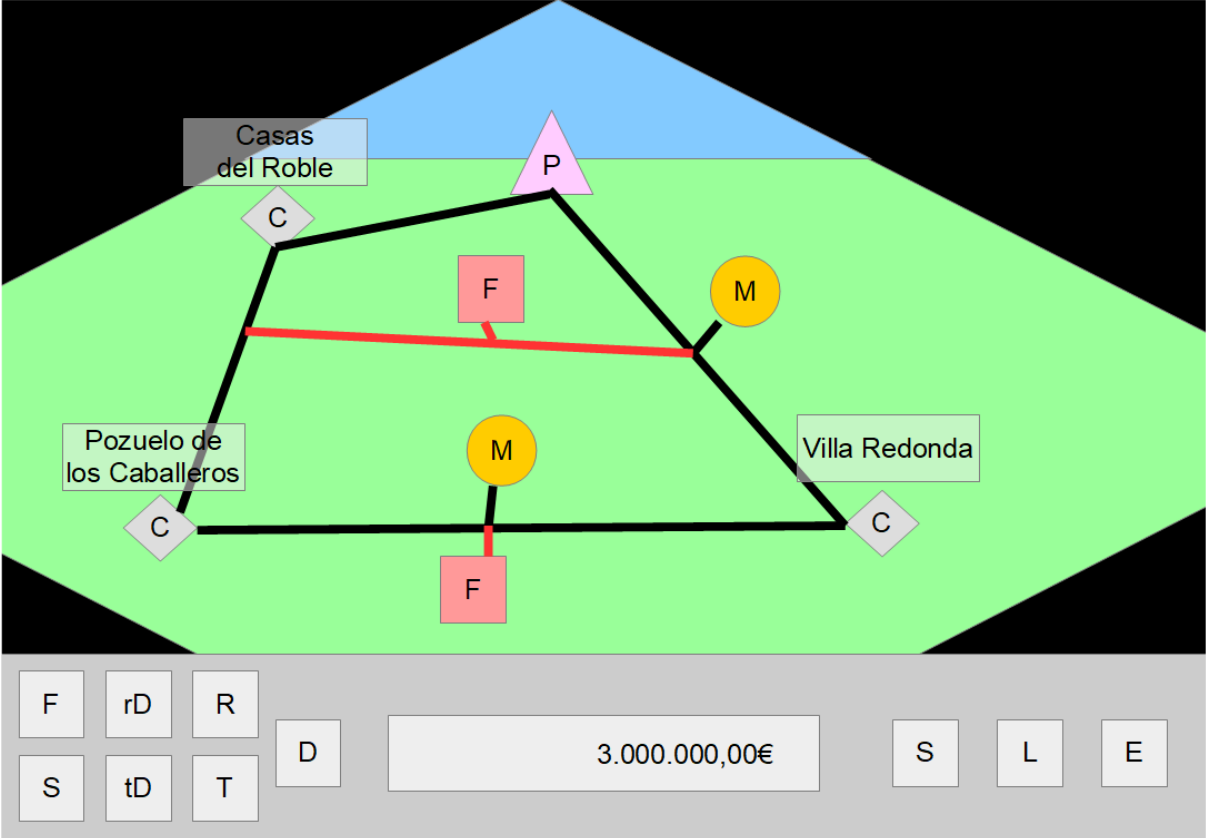 Casas
del Roble
P
C
F
M
Pozuelo de
los Caballeros
M
Villa Redonda
C
C
F
F
rD
R
D
3.000.000,00€
S
L
E
S
tD
T